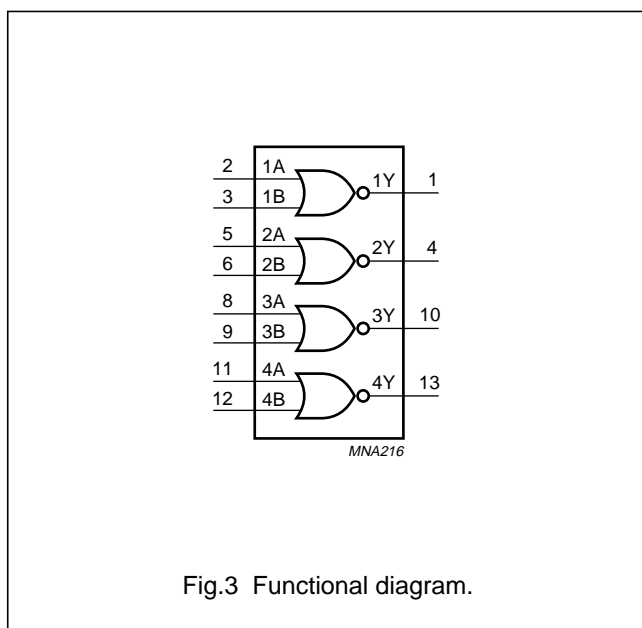 2 1A 1Y 1
3 1B
5 2A 2Y 4
6 2B
8 3A 3Y 10
9 3B
11 4A 4Y 13
12 4B
MNA216
Fig.3 Functional diagram.